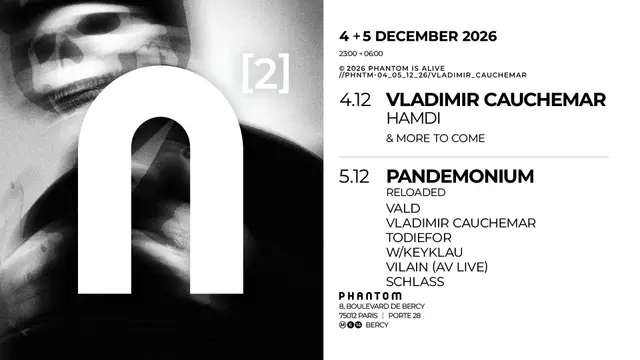 [2]
4 + 5 DECEMBER 2026
23:00 → 06:00
© 2026 PHANTOM IS ALIVE
//PHNTM-04_05_12_26/VLADIMIR_CAUCHEMAR
4.12 VLADIMIR CAUCHEMAR
HAMDI
& MORE TO COME
5.12 PANDEMONIUM
RELOADED
VALD
VLADIMIR CAUCHEMAR
TODIEFOR
W/KEYKLAU
VILAIN (AV LIVE)
SCHLASS
PHANTOM
8, BOULEVARD DE BERCY
75012 PARIS | PORTE 28
M 6 14 BERCY